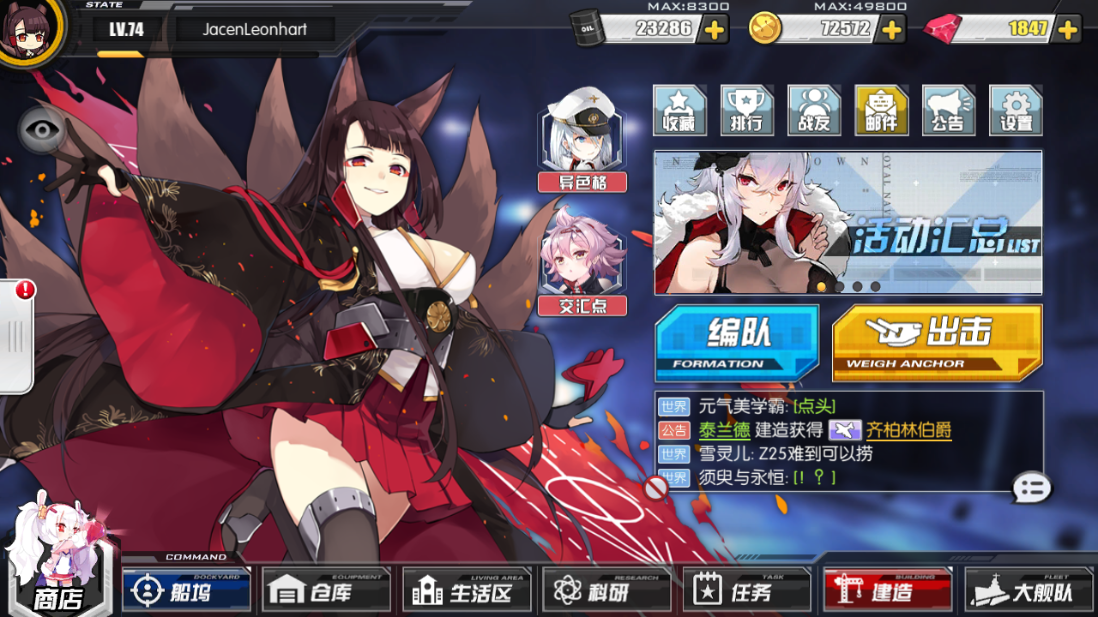 STATE
LV.74
JacenLeonhart
MAX:8300
OIL
23286
MAX:49800
72572
1847
收藏
排行
战友
邮件
公告
设置
异色格
交汇点
活动汇总LIST
编队
FORMATION
出击
WEIGH ANCHOR
世界 元气美学霸: [点头]
公告 泰兰德 建造获得 齐柏林伯爵
世界 雪灵儿: Z25难到可以捞
世界 须臾与永恒: [! ? ]
商店
COMMAND
DOCKYARD
船坞
EQUIPMENT
仓库
LIVING AREA
生活区
RESEARCH
科研
TASK
任务
BUILDING
建造
FLEET
大舰队